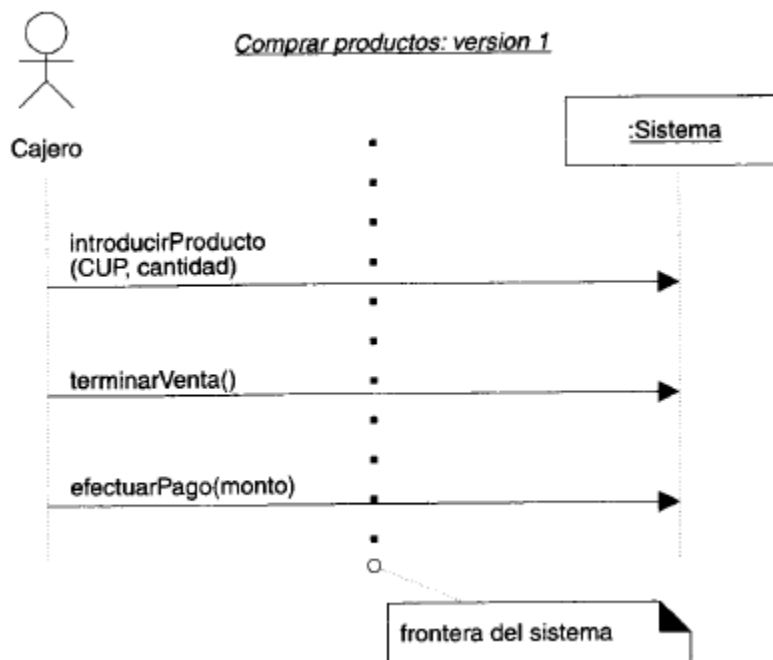 Comprar productos: version 1
:Sistema
Cajero
introducirProducto
(CUP, cantidad)
terminarVenta()
efectuarPago(monto)
frontera del sistema